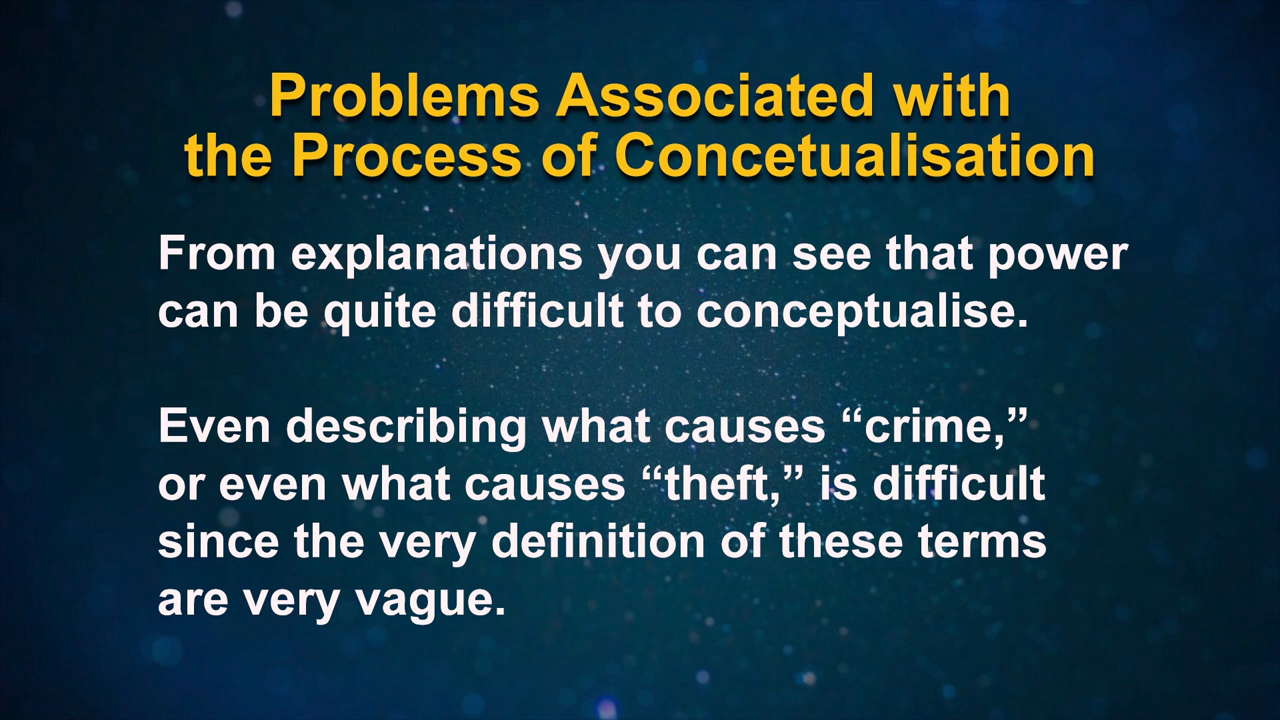 Problems Associated with
the Process of Concetualisation
From explanations you can see that power
can be quite difficult to conceptualise.
Even describing what causes “crime,”
or even what causes “theft,” is difficult
since the very definition of these terms
are very vague.